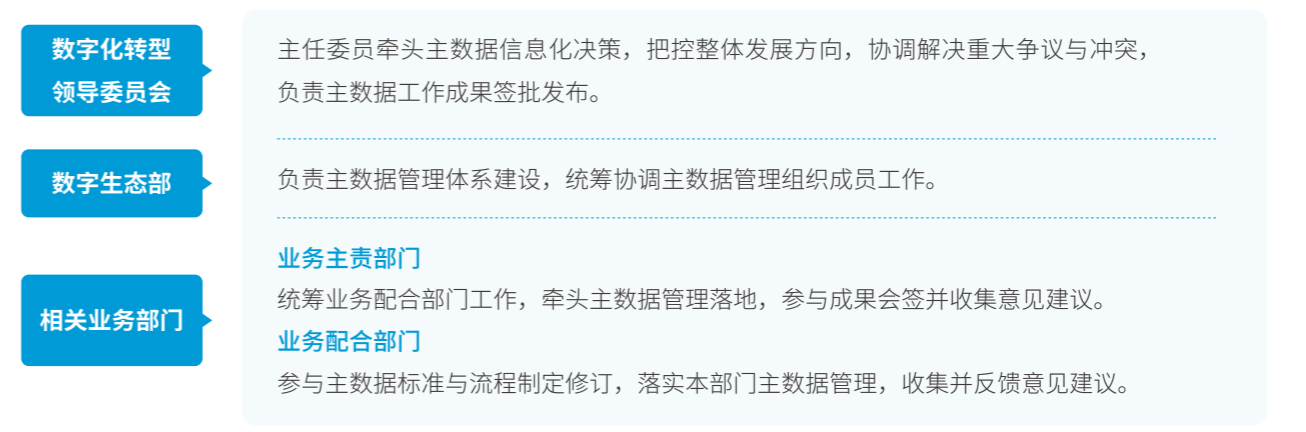 数字化转型
领导委员会
主任委员牵头主数据信息化决策，把控整体发展方向，协调解决重大争议与冲突，
负责主数据工作成果签批发布。
数字生态部
负责主数据管理体系建设，统筹协调主数据管理组织成员工作。
相关业务部门
业务主责部门
统筹业务配合部门工作，牵头主数据管理落地，参与成果会签并收集意见建议。
业务配合部门
参与主数据标准与流程制定修订，落实本部门主数据管理，收集并反馈意见建议。